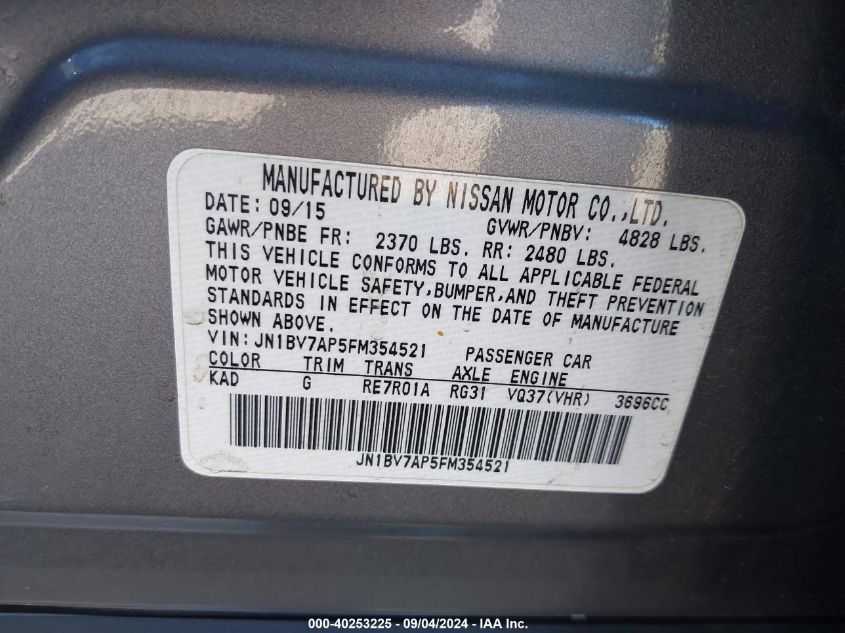 MANUFACTURED BY NISSAN MOTOR CO.,LTD.
DATE: 09/15 GVWR/PNBV: 4828 LBS.
GAWR/PNBE FR: 2370 LBS. RR: 2480 LBS.
THIS VEHICLE CONFORMS TO ALL APPLICABLE FEDERAL
MOTOR VEHICLE SAFETY,BUMPER,AND THEFT PREVENTION
STANDARDS IN EFFECT ON THE DATE OF MANUFACTURE
SHOWN ABOVE.
VIN:JN1BV7AP5FM354521 PASSENGER CAR
COLOR TRIM TRANS AXLE ENGINE
KAD G RE7R01A RG31 VQ37(VHR) 3696CC
JN1BV7AP5FM354521
000-40253225 - 09/04/2024 - IAA Inc.